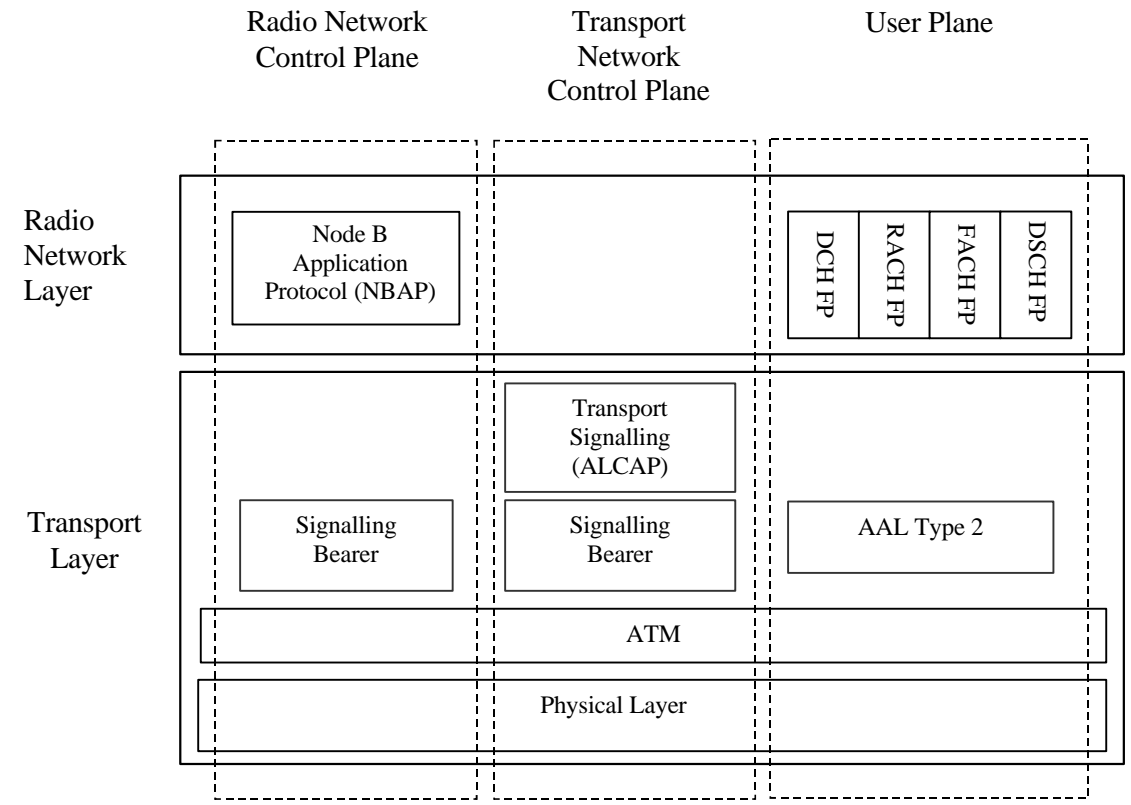 Radio Network
Control Plane
Transport
Network
Control Plane
User Plane
Radio
Network
Layer
Node B
Application
Protocol (NBAP)
DCH FP
RACH FP
FACH FP
DSCH FP
Transport
Signalling
(ALCAP)
Transport
Layer
Signalling
Bearer
Signalling
Bearer
AAL Type 2
ATM
Physical Layer